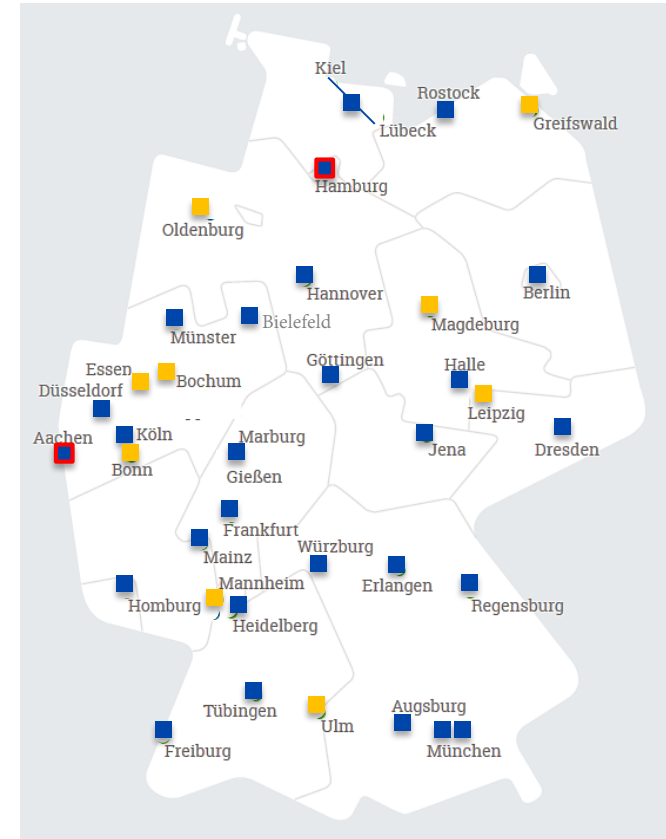 Kiel
Rostock
Lübeck
Greifswald
Hamburg
Oldenburg
Hannover
Berlin
Magdeburg
Bielefeld
Münster
Göttingen
Halle
Essen
Bochum
Düsseldorf
Leipzig
Aachen
Köln
Marburg
Jena
Dresden
Bonn
Gießen
Frankfurt
Würzburg
Mainz
Mannheim
Erlangen
Homburg
Regensburg
Heidelberg
Tübingen
Augsburg
Ulm
Freiburg
München